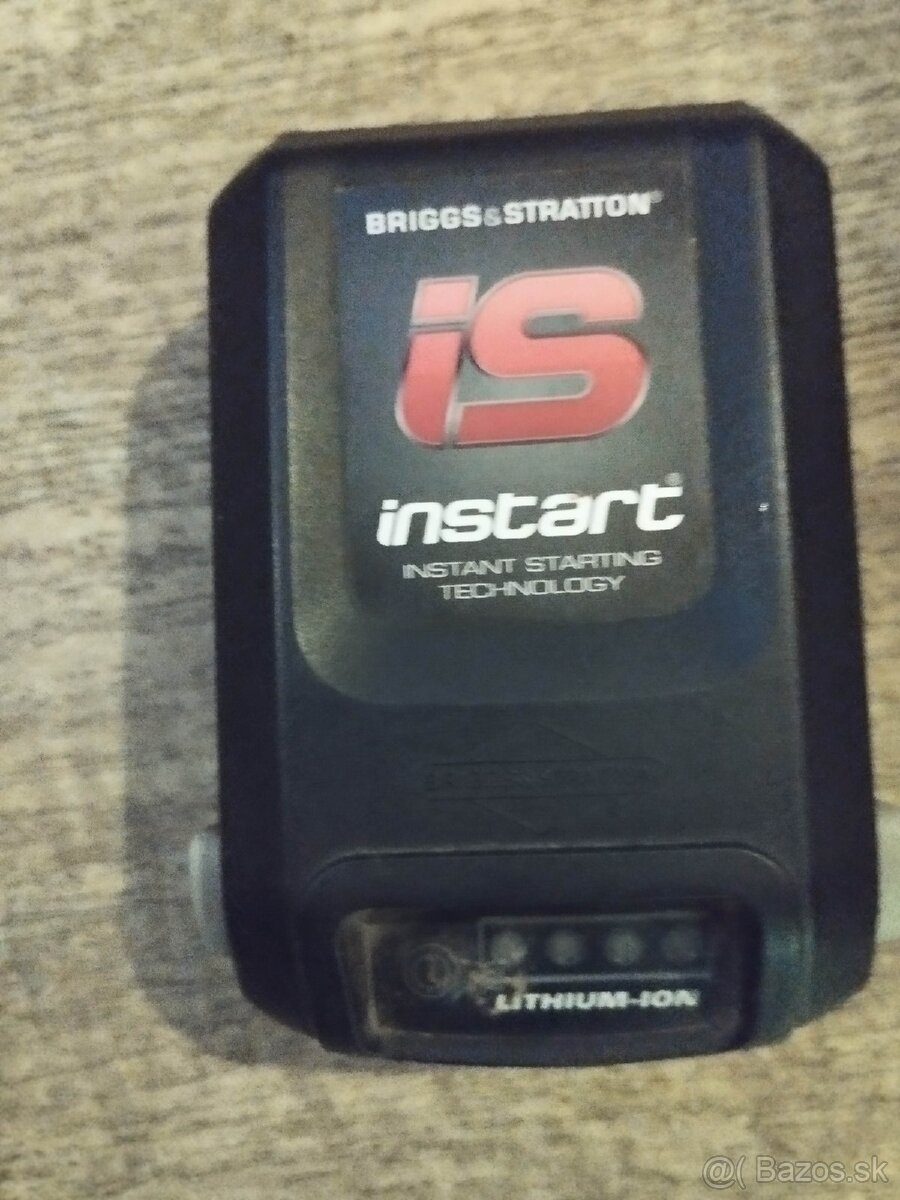 BRIGGS&STRATTON®
iS
instart®
INSTANT STARTING
TECHNOLOGY
LITHIUM-ION
@( Bazos.sk